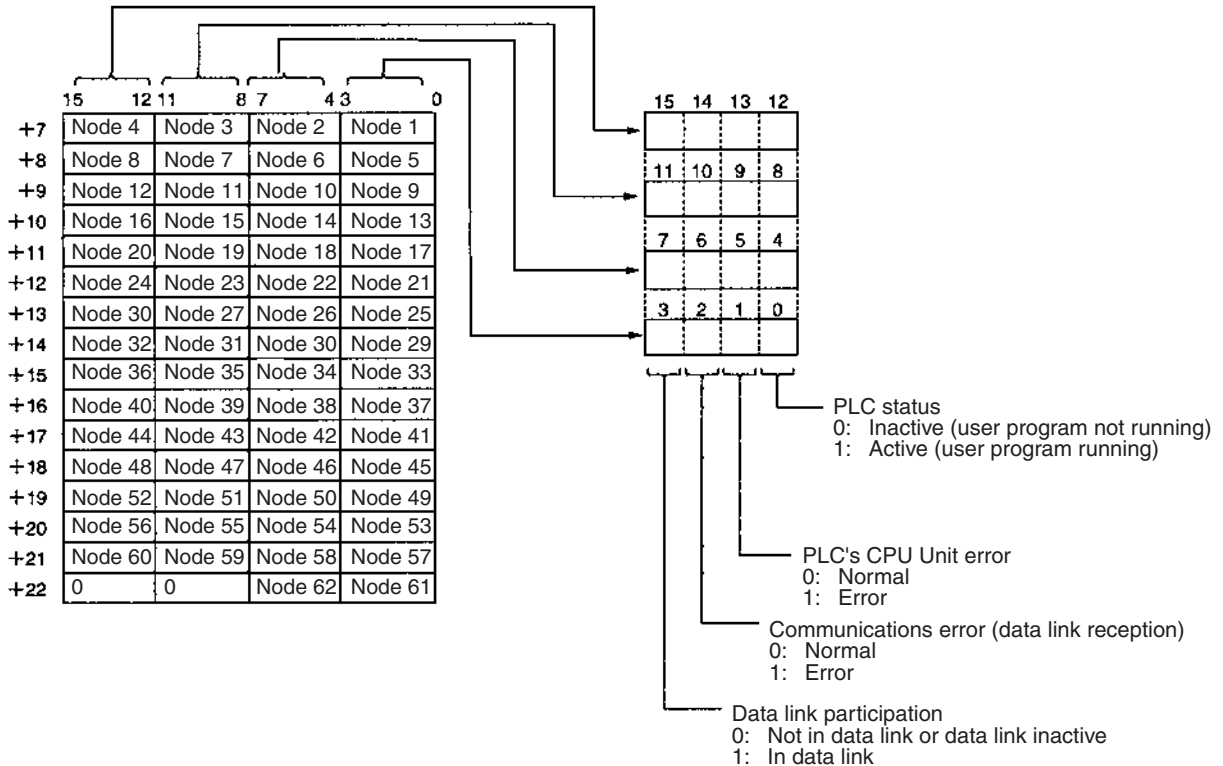 15 12 11 8 7 4 3 0
+7 Node 4 Node 3 Node 2 Node 1
+8 Node 8 Node 7 Node 6 Node 5
+9 Node 12 Node 11 Node 10 Node 9
+10 Node 16 Node 15 Node 14 Node 13
+11 Node 20 Node 19 Node 18 Node 17
+12 Node 24 Node 23 Node 22 Node 21
+13 Node 30 Node 27 Node 26 Node 25
+14 Node 32 Node 31 Node 30 Node 29
+15 Node 36 Node 35 Node 34 Node 33
+16 Node 40 Node 39 Node 38 Node 37
+17 Node 44 Node 43 Node 42 Node 41
+18 Node 48 Node 47 Node 46 Node 45
+19 Node 52 Node 51 Node 50 Node 49
+20 Node 56 Node 55 Node 54 Node 53
+21 Node 60 Node 59 Node 58 Node 57
+22 0 0 Node 62 Node 61
15 14 13 12
11 10 9 8
7 6 5 4
3 2 1 0
PLC status
0: Inactive (user program not running)
1: Active (user program running)
PLC's CPU Unit error
0: Normal
1: Error
Communications error (data link reception)
0: Normal
1: Error
Data link participation
0: Not in data link or data link inactive
1: In data link